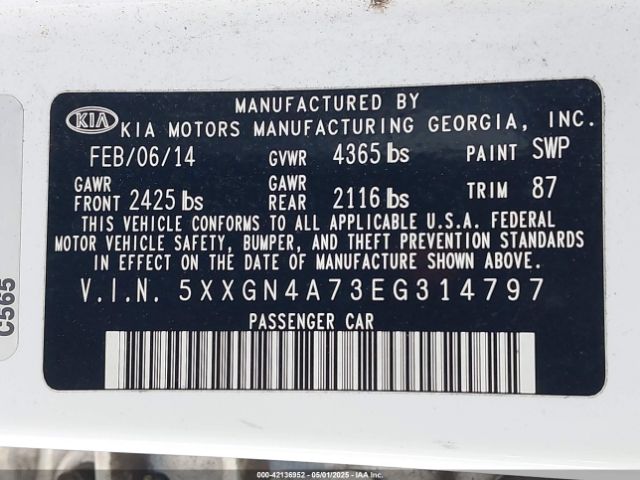 MANUFACTURED BY
KIA KIA MOTORS MANUFACTURING GEORGIA, INC.
FEB/06/14 GVWR 4365 lbs PAINT SWP
GAWR FRONT 2425 lbs GAWR REAR 2116 lbs TRIM 87
THIS VEHICLE CONFORMS TO ALL APPLICABLE U.S.A. FEDERAL
MOTOR VEHICLE SAFETY, BUMPER, AND THEFT PREVENTION STANDARDS
IN EFFECT ON THE DATE OF THE MANUFACTURE SHOWN ABOVE.
V.I.N. 5XXGN4A73EG314797
PASSENGER CAR
C565
000-42136952 - 05/01/2025 - IAA, Inc.